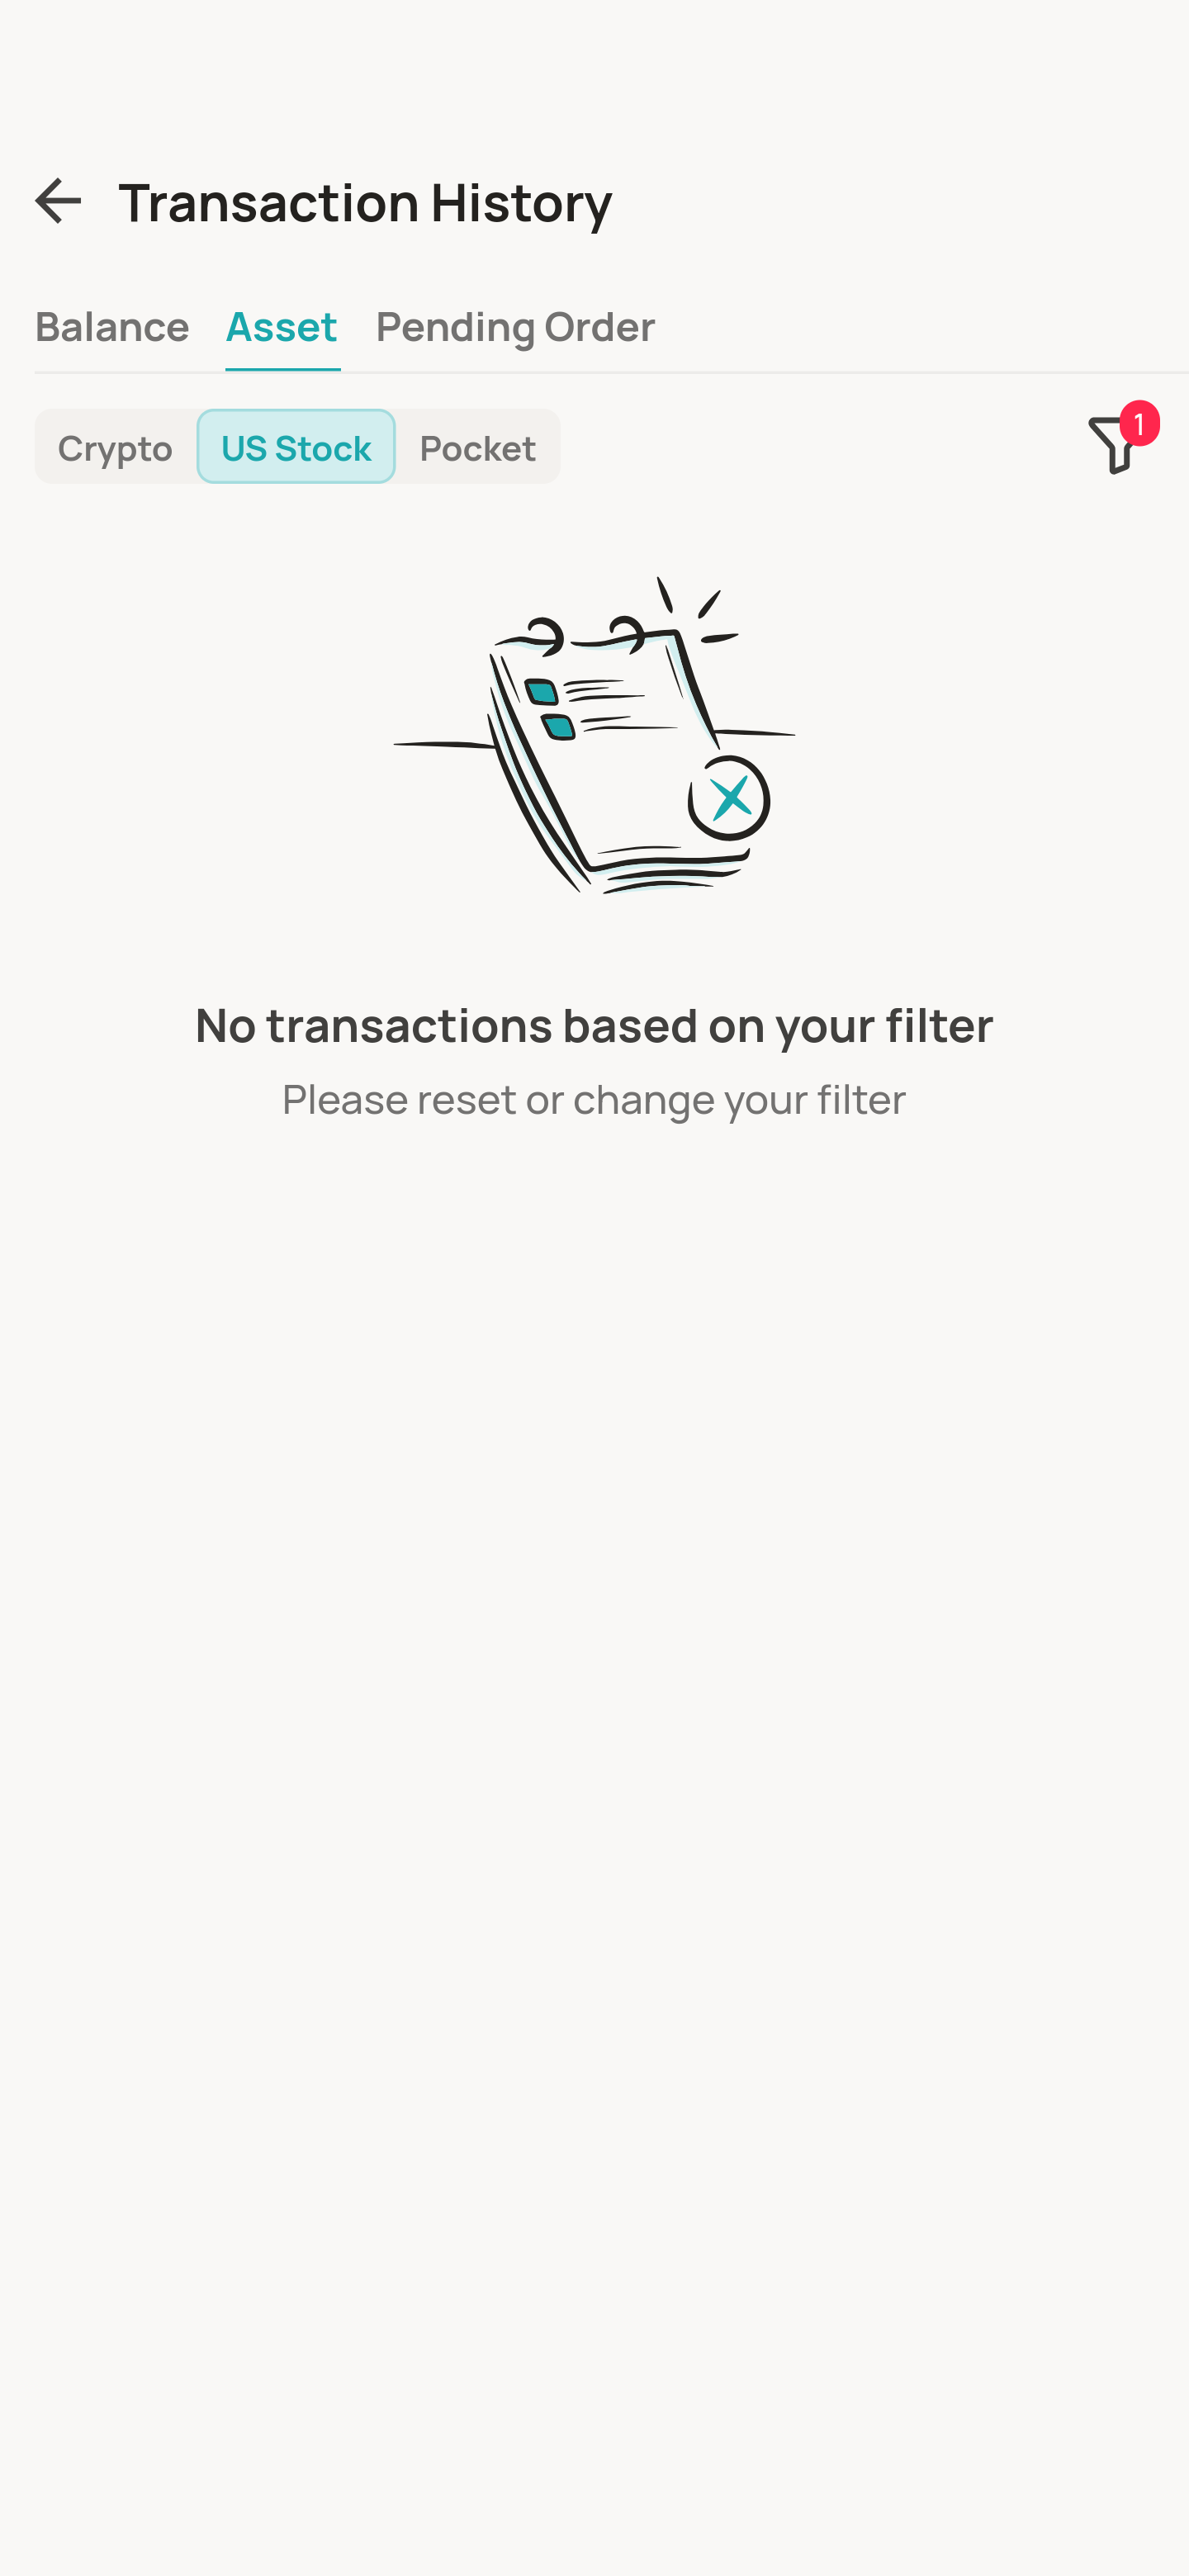 Transaction History
Balance Asset Pending Order
Crypto US Stock Pocket 1
No transactions based on your filter
Please reset or change your filter